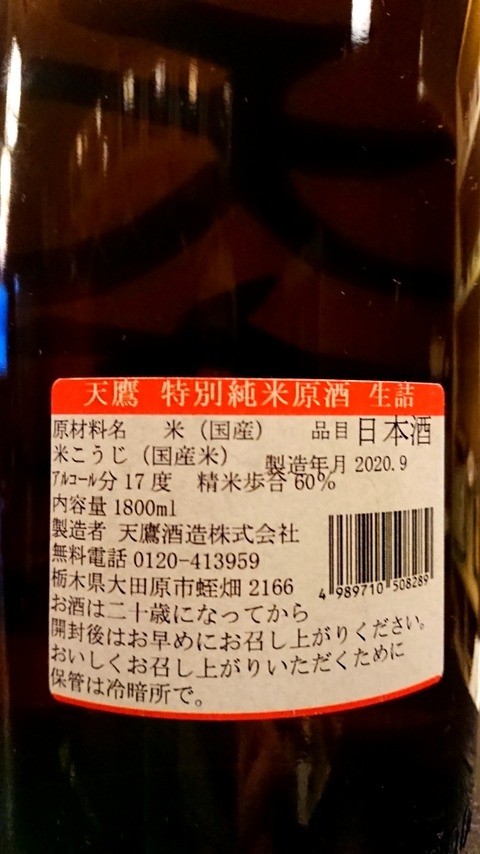 天鷹 特別純米原酒 生詰
原材料名 米（国産） 品目 日本酒
米こうじ（国産米） 製造年月 2020.9
アルコール分 17度 精米歩合 60%
内容量 1800ml
製造者 天鷹酒造株式会社
無料電話 0120-413959
栃木県大田原市蛭畑 2166
4 989710 508289
お酒は二十歳になってから
開封後はお早めにお召し上がりください。
おいしくお召し上がりいただくために
保管は冷暗所で。